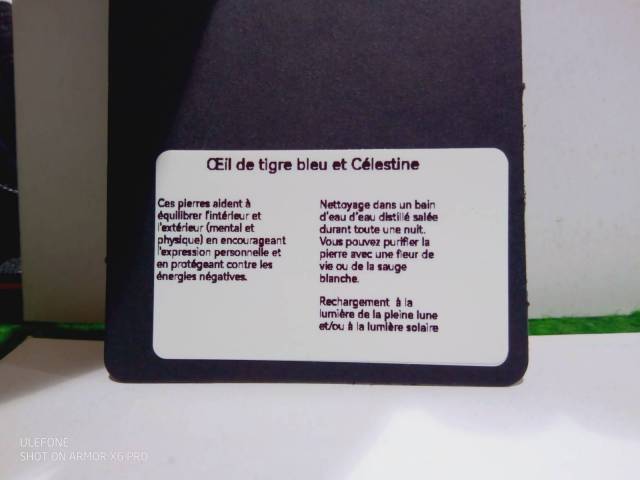 Œil de tigre bleu et Célestine
Ces pierres aident à
équilibrer l'intérieur et
l'extérieur (mental et
physique) en encourageant
l'expression personnelle et
en protégeant contre les
énergies négatives.
Nettoyage dans un bain
d'eau d'eau distillé salée
durant toute une nuit.
Vous pouvez purifier la
pierre avec une fleur de
vie ou de la sauge
blanche.
Rechargement à la
lumière de la pleine lune
et/ou à la lumière solaire
ULEFONE
SHOT ON ARMOR X6 PRO